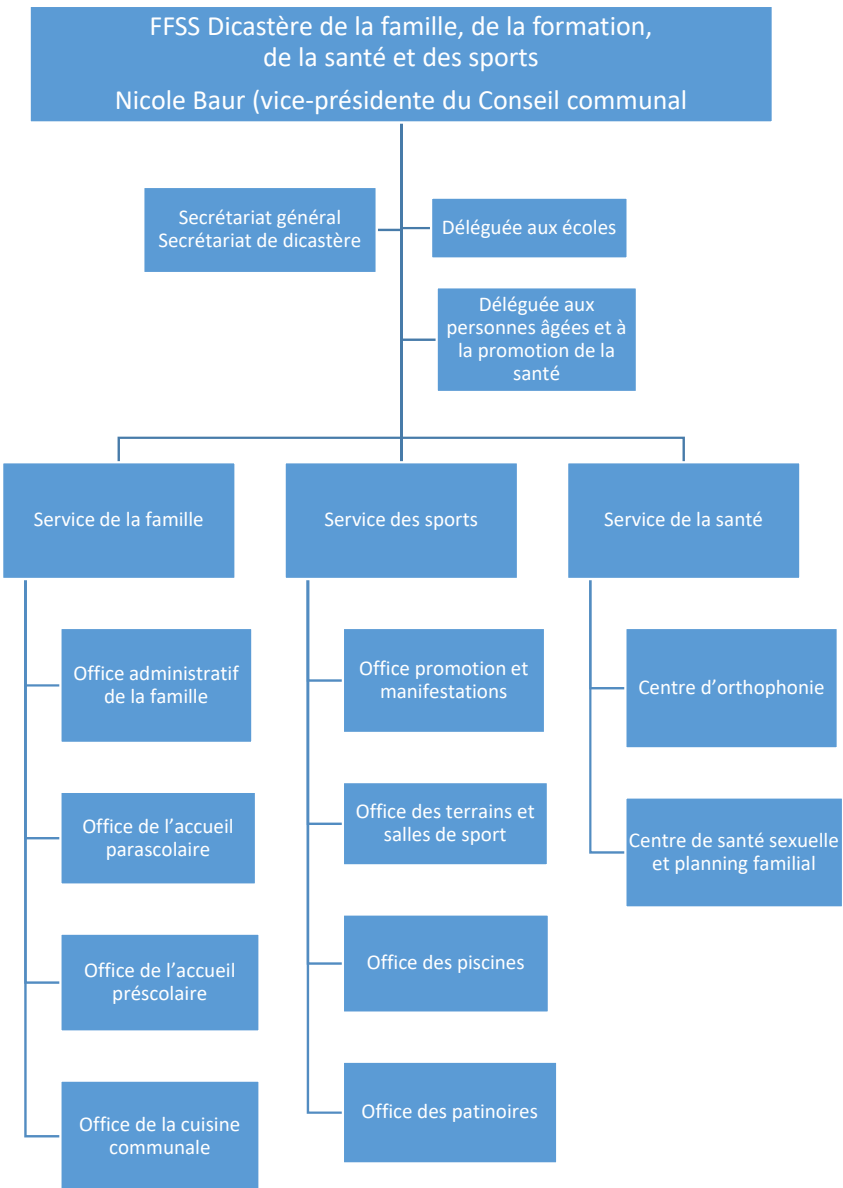 FFSS Dicastère de la famille, de la formation,
de la santé et des sports
Nicole Baur (vice-présidente du Conseil communal
Secrétariat général
Secrétariat de dicastère
Déléguée aux écoles
Déléguée aux
personnes âgées et à
la promotion de la
santé
Service de la famille
Service des sports
Service de la santé
Office administratif
de la famille
Office de l'accueil
parascolaire
Office de l'accueil
préscolaire
Office de la cuisine
communale
Office promotion et
manifestations
Office des terrains et
salles de sport
Office des piscines
Office des patinoires
Centre d'orthophonie
Centre de santé sexuelle
et planning familial